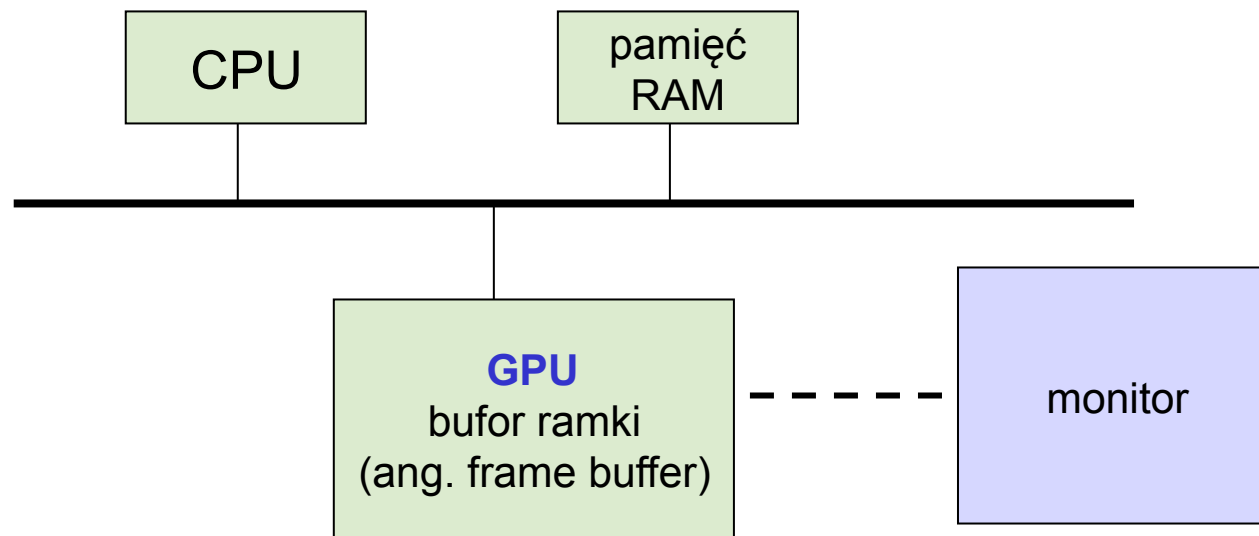 CPU
pamięć
RAM
GPU
bufor ramki
(ang. frame buffer)
monitor